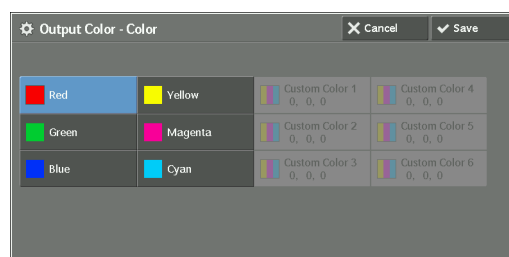 Output Color - Color
Cancel
Save
Red
Yellow
Custom Color 1
0, 0, 0
Custom Color 4
0, 0, 0
Green
Magenta
Custom Color 2
0, 0, 0
Custom Color 5
0, 0, 0
Blue
Cyan
Custom Color 3
0, 0, 0
Custom Color 6
0, 0, 0